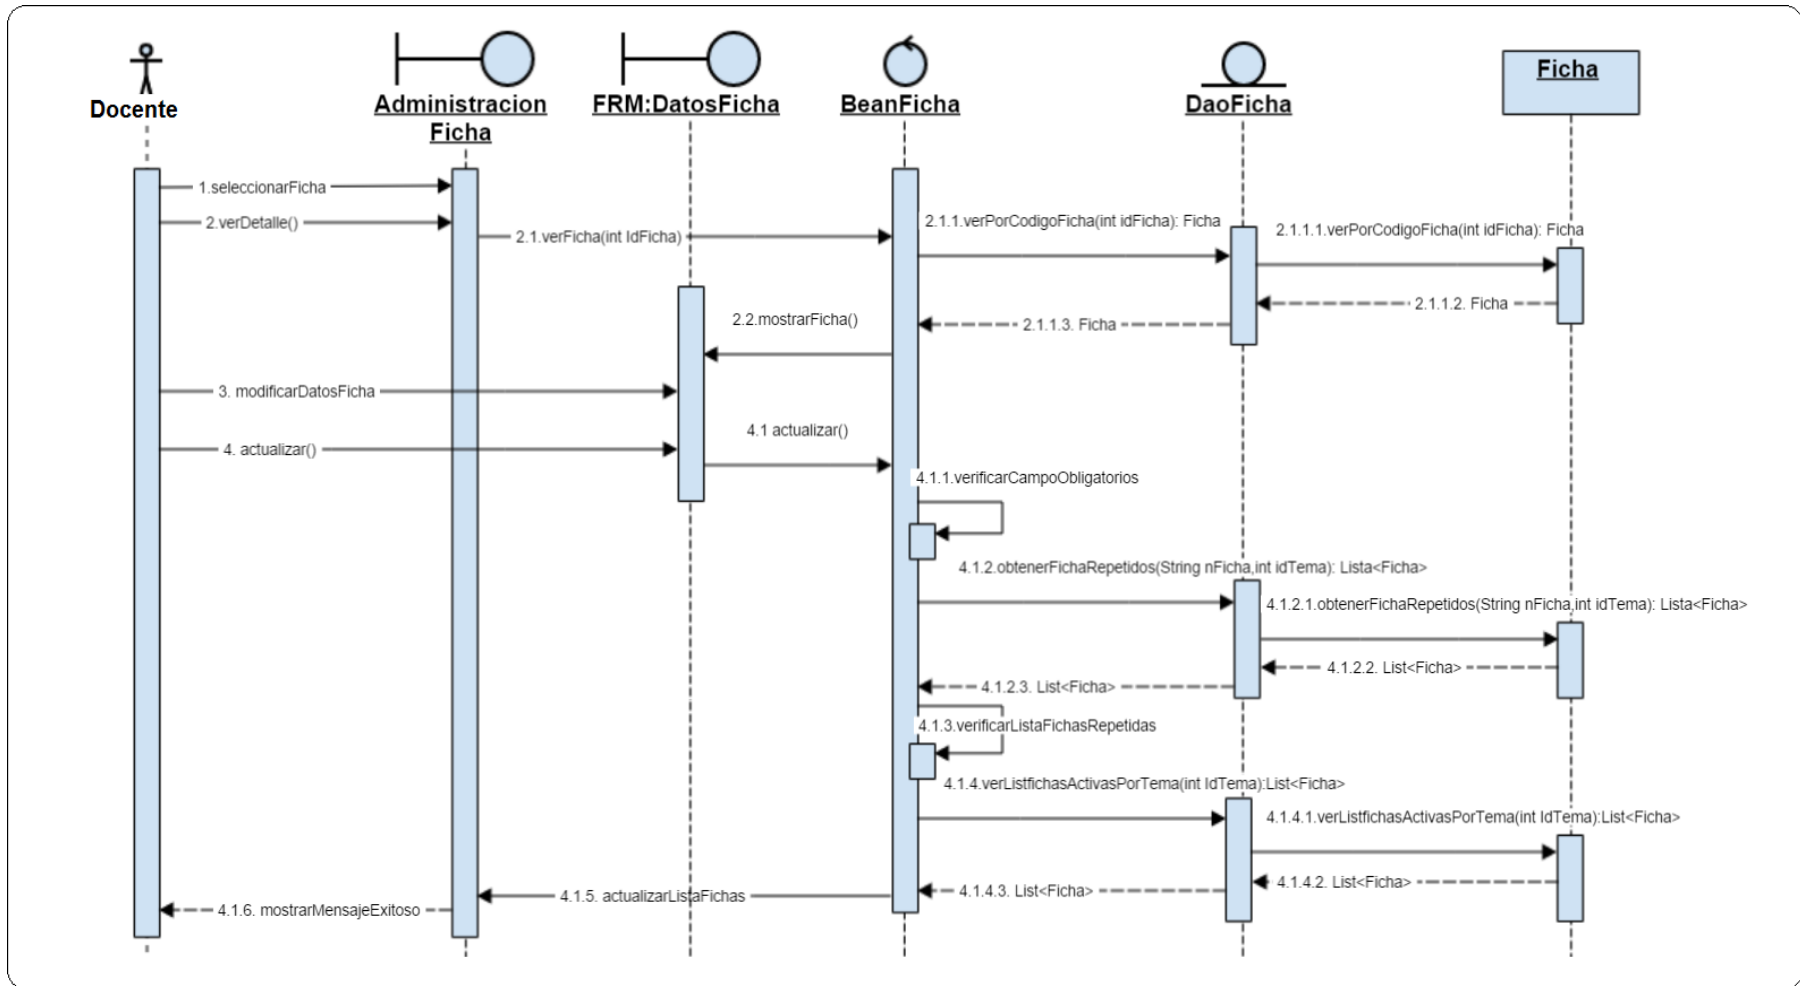 Docente
Administracion
Ficha
FRM:DatosFicha
BeanFicha
DaoFicha
Ficha
1.seleccionarFicha
2.verDetalle()
2.1.verFicha(int IdFicha)
2.1.1.verPorCodigoFicha(int idFicha): Ficha
2.1.1.1.verPorCodigoFicha(int idFicha): Ficha
2.1.1.2. Ficha
2.1.1.3. Ficha
2.2.mostrarFicha()
3. modificarDatosFicha
4. actualizar()
4.1 actualizar()
4.1.1.verificarCampoObligatorios
4.1.2.obtenerFichaRepetidos(String nFicha,int idTema): Lista<Ficha>
4.1.2.1.obtenerFichaRepetidos(String nFicha,int idTema): Lista<Ficha>
4.1.2.2. List<Ficha>
4.1.2.3. List<Ficha>
4.1.3.verificarListaFichasRepetidas
4.1.4.verListfichasActivasPorTema(int IdTema):List<Ficha>
4.1.4.1.verListfichasActivasPorTema(int IdTema):List<Ficha>
4.1.4.2. List<Ficha>
4.1.4.3. List<Ficha>
4.1.5. actualizarListaFichas
4.1.6. mostrarMensajeExitoso